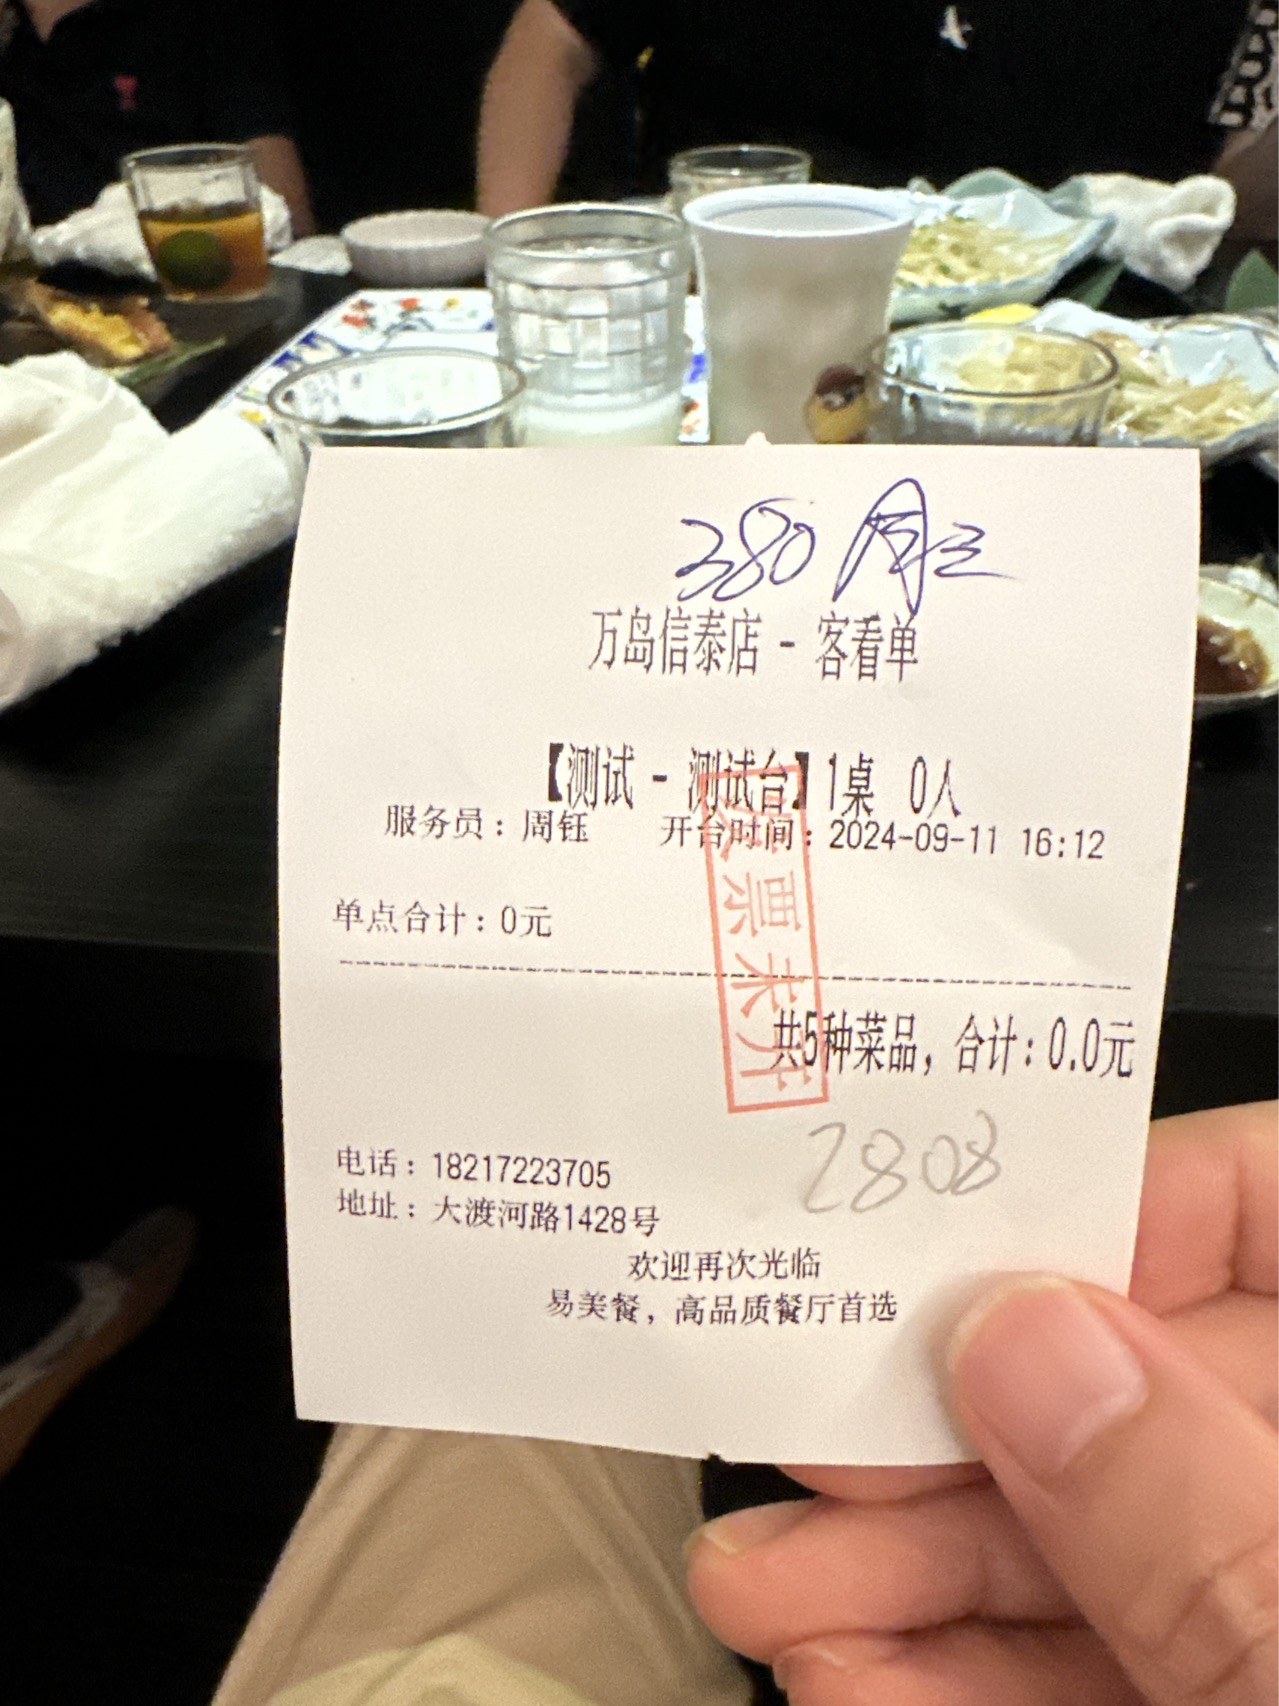 380 周三
万岛信泰店 - 客看单
【测试 - 测试台】1桌 0人
服务员：周钰 开台时间：2024-09-11 16:12
单点合计：0元
发票未开
共5种菜品，合计：0.0元
2808
电话：18217223705
地址：大渡河路1428号
欢迎再次光临
易美餐，高品质餐厅首选